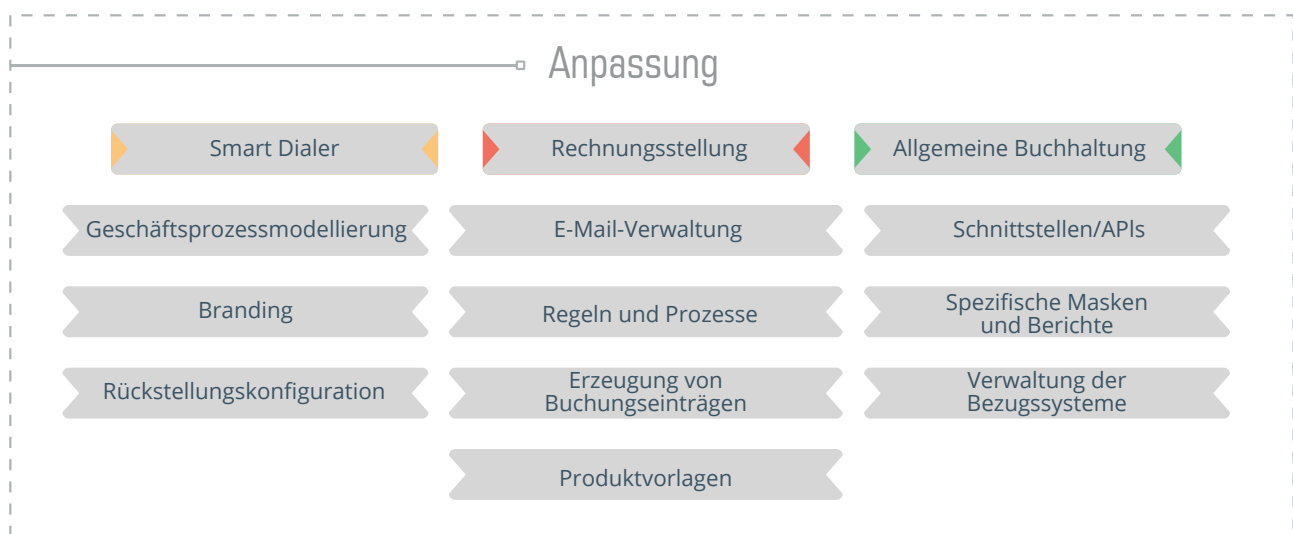 Anpassung
Smart Dialer
Rechnungsstellung
Allgemeine Buchhaltung
Geschäftsprozessmodellierung
E-Mail-Verwaltung
Schnittstellen/APls
Branding
Regeln und Prozesse
Spezifische Masken
und Berichte
Rückstellungskonfiguration
Erzeugung von
Buchungseinträgen
Verwaltung der
Bezugssysteme
Produktvorlagen